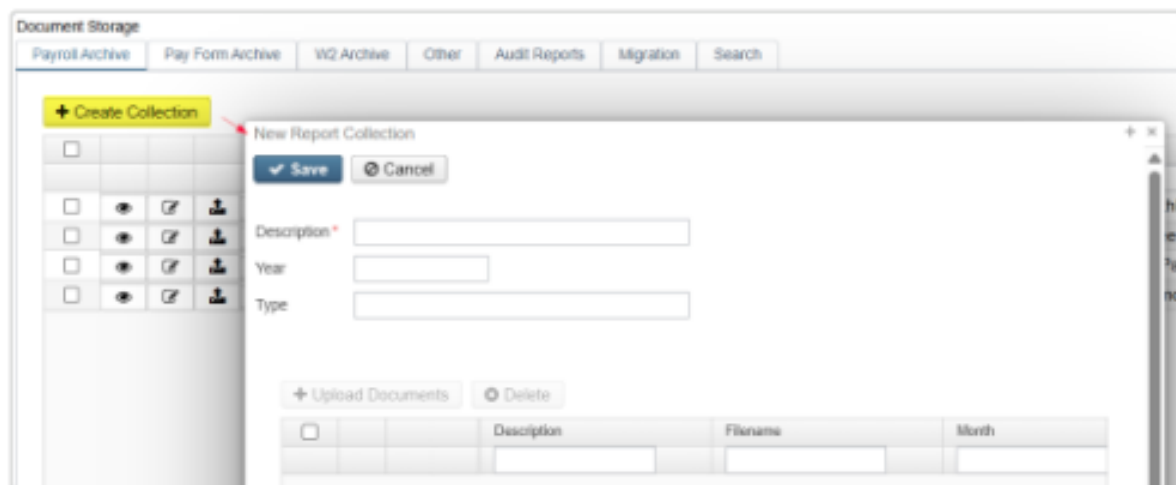 Document Storage
Payroll Archive Pay Form Archive W2 Archive Other Audit Reports Migration Search
+ Create Collection
New Report Collection
Save Cancel
Description *
Year
Type
+ Upload Documents Delete
Description Filename Month